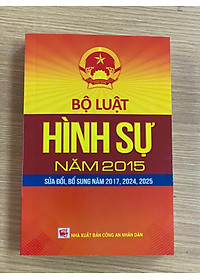 BỘ LUẬT
HÌNH SỰ
NĂM 2015
SỬA ĐỔI, BỔ SUNG NĂM 2017, 2024, 2025
NHÀ XUẤT BẢN CÔNG AN NHÂN DÂN